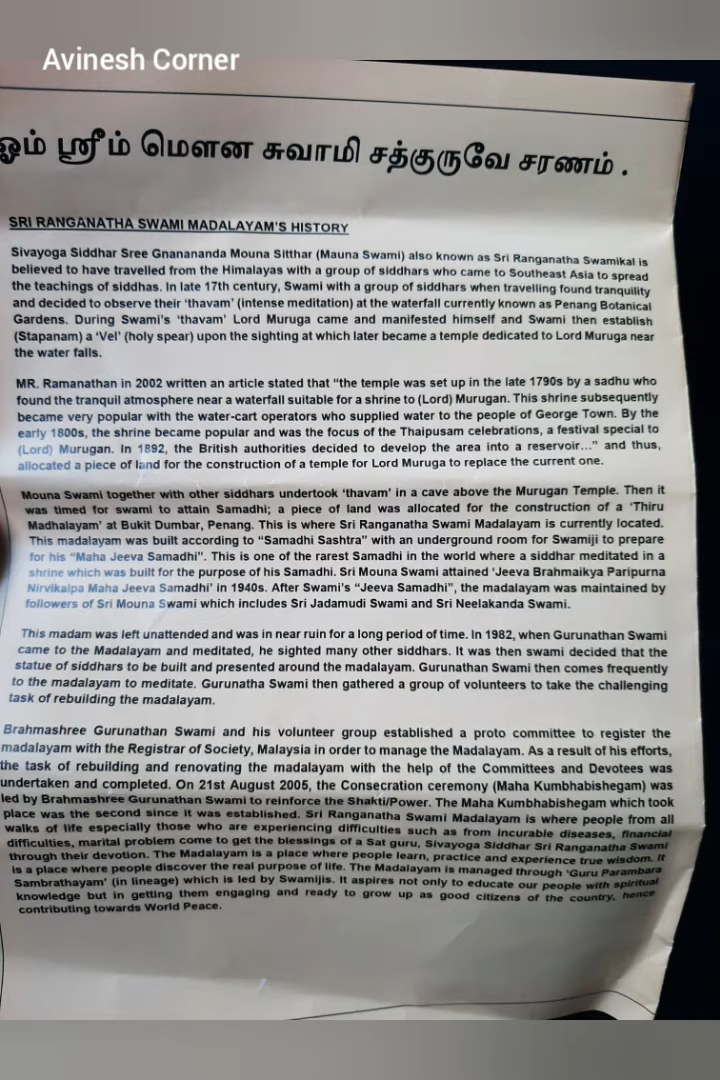 Avinesh Corner
ஓம் ஸ்ரீம் மௌன சுவாமி சத்குருவே சரணம் .
SRI RANGANATHA SWAMI MADALAYAM'S HISTORY
Sivayoga Siddhar Sree Gnanananda Mouna Sitthar (Mauna Swami) also known as Sri Ranganatha Swamikal is
believed to have travelled from the Himalayas with a group of siddhars who came to Southeast Asia to spread
the teachings of siddhas. In late 17th century, Swami with a group of siddhars when travelling found tranquility
and decided to observe their 'thavam' (intense meditation) at the waterfall currently known as Penang Botanical
Gardens. During Swami's 'thavam' Lord Muruga came and manifested himself and Swami then establish
(Stapanam) a 'Vel' (holy spear) upon the sighting at which later became a temple dedicated to Lord Muruga near
the water falls.
MR. Ramanathan in 2002 written an article stated that "the temple was set up in the late 1790s by a sadhu who
found the tranquil atmosphere near a waterfall suitable for a shrine to (Lord) Murugan. This shrine subsequently
became very popular with the water-cart operators who supplied water to the people of George Town. By the
early 1800s, the shrine became popular and was the focus of the Thaipusam celebrations, a festival special to
(Lord) Murugan. In 1892, the British authorities decided to develop the area into a reservoir..." and thus,
allocated a piece of land for the construction of a temple for Lord Muruga to replace the current one.
Mouna Swami together with other siddhars undertook 'thavam' in a cave above the Murugan Temple. Then it
was timed for swami to attain Samadhi; a piece of land was allocated for the construction of a 'Thiru
Madhalayam' at Bukit Dumbar, Penang. This is where Sri Ranganatha Swami Madalayam is currently located.
This madalayam was built according to "Samadhi Sashtra" with an underground room for Swamiji to prepare
for his "Maha Jeeva Samadhi". This is one of the rarest Samadhi in the world where a siddhar meditated in a
shrine which was built for the purpose of his Samadhi. Sri Mouna Swami attained 'Jeeva Brahmaikya Paripurna
Nirvikalpa Maha Jeeva Samadhi' in 1940s. After Swami's "Jeeva Samadhi", the madalayam was maintained by
followers of Sri Mouna Swami which includes Sri Jadamudi Swami and Sri Neelakanda Swami.
This madam was left unattended and was in near ruin for a long period of time. In 1982, when Gurunathan Swami
came to the Madalayam and meditated, he sighted many other siddhars. It was then swami decided that the
statue of siddhars to be built and presented around the madalayam. Gurunathan Swami then comes frequently
to the madalayam to meditate. Gurunatha Swami then gathered a group of volunteers to take the challenging
task of rebuilding the madalayam.
Brahmashree Gurunathan Swami and his volunteer group established a proto committee to register the
madalayam with the Registrar of Society, Malaysia in order to manage the Madalayam. As a result of his efforts,
the task of rebuilding and renovating the madalayam with the help of the Committees and Devotees was
undertaken and completed. On 21st August 2005, the Consecration ceremony (Maha Kumbhabishegam) was
led by Brahmashree Gurunathan Swami to reinforce the Shakti/Power. The Maha Kumbhabishegam which took
place was the second since it was established. Sri Ranganatha Swami Madalayam is where people from all
walks of life especially those who are experiencing difficulties such as from incurable diseases, financial
difficulties, marital problem come to get the blessings of a Sat guru, Sivayoga Siddhar Sri Ranganatha Swami
through their devotion. The Madalayam is a place where people learn, practice and experience true wisdom. It
is a place where people discover the real purpose of life. The Madalayam is managed through 'Guru Parambara
Sambrathayam' (in lineage) which is led by Swamijis. It aspires not only to educate our people with spiritual
knowledge but in getting them engaging and ready to grow up as good citizens of the country, hence
contributing towards World Peace.